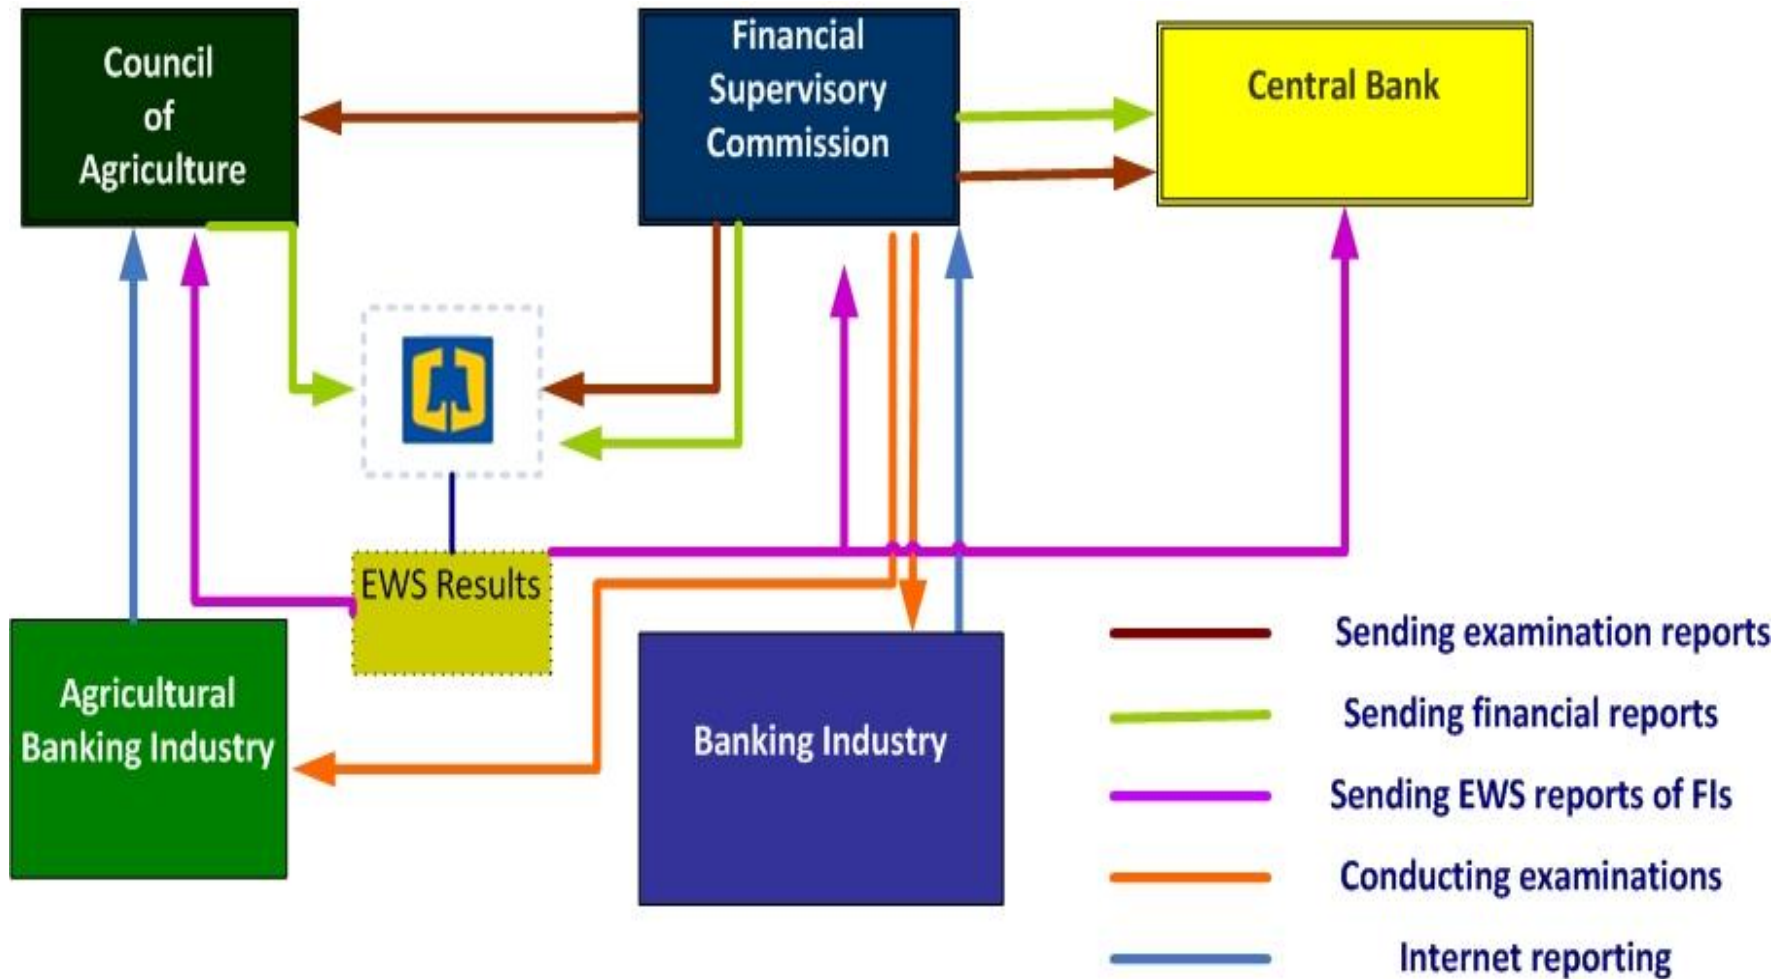 Council
of
Agriculture
Financial
Supervisory
Commission
Central Bank
EWS Results
Agricultural
Banking Industry
Banking Industry
Sending examination reports
Sending financial reports
Sending EWS reports of FIs
Conducting examinations
Internet reporting